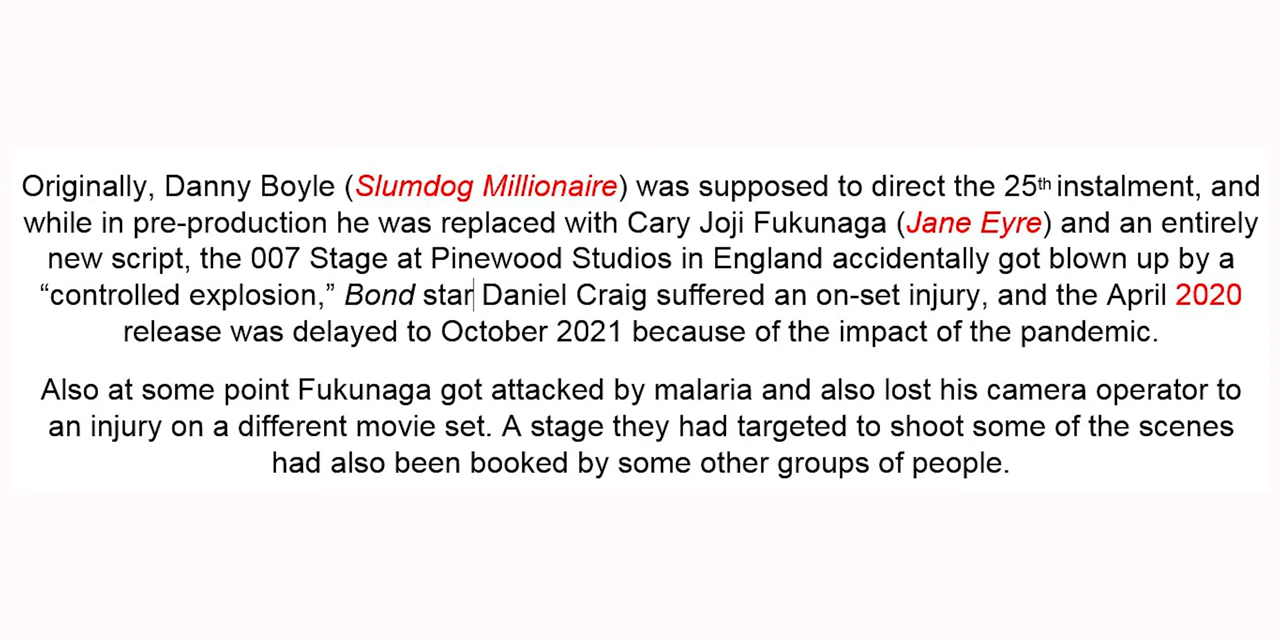 Originally, Danny Boyle (Slumdog Millionaire) was supposed to direct the 25th instalment, and
while in pre-production he was replaced with Cary Joji Fukunaga (Jane Eyre) and an entirely
new script, the 007 Stage at Pinewood Studios in England accidentally got blown up by a
“controlled explosion,” Bond star Daniel Craig suffered an on-set injury, and the April 2020
release was delayed to October 2021 because of the impact of the pandemic.
Also at some point Fukunaga got attacked by malaria and also lost his camera operator to
an injury on a different movie set. A stage they had targeted to shoot some of the scenes
had also been booked by some other groups of people.